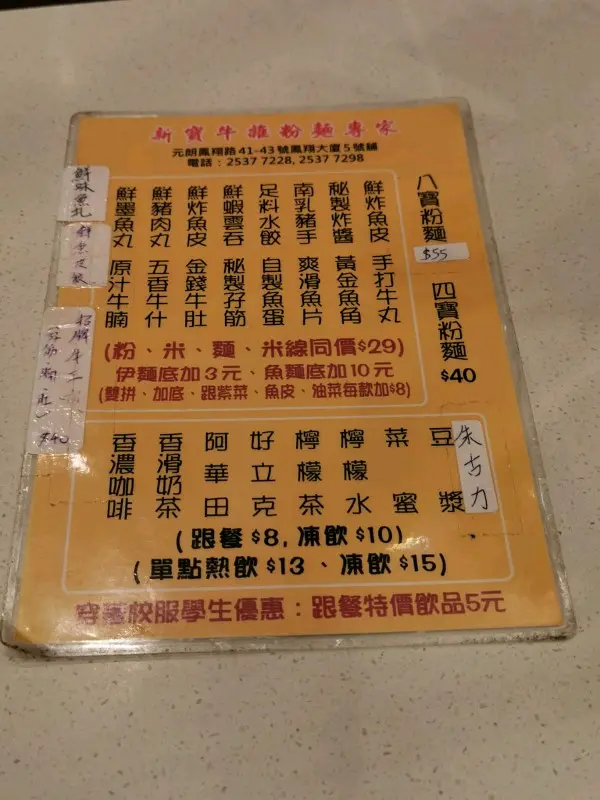 新寶牛腩粉麵專家
元朗鳳翔路41-43號鳳翔大廈5號舖
電話：2537 7228, 2537 7298
八寶粉麵
$55
四寶粉麵
$40
鮮炸魚皮
秘製炸醬
南乳豬手
足料水餃
鮮蝦雲吞
鮮炸魚皮
鮮豬肉丸
鮮墨魚丸
手打牛丸
黃金魚角
爽滑魚片
自製魚蛋
秘製孖筋
金錢牛肚
五香牛什
原汁牛腩
(粉、米、麵、米線同價$29)
伊麵底加3元、魚麵底加10元
(雙拼、加底、跟紫菜、魚皮、油菜每款加$8)
朱古力
豆漿
菜蜜
檸檬水
檸檬茶
好立克
阿華田
香滑奶茶
香濃咖啡
(跟餐$8, 凍飲$10)
(單點熱飲$13、凍飲$15)
穿著校服學生優惠：跟餐特價飲品5元
$40